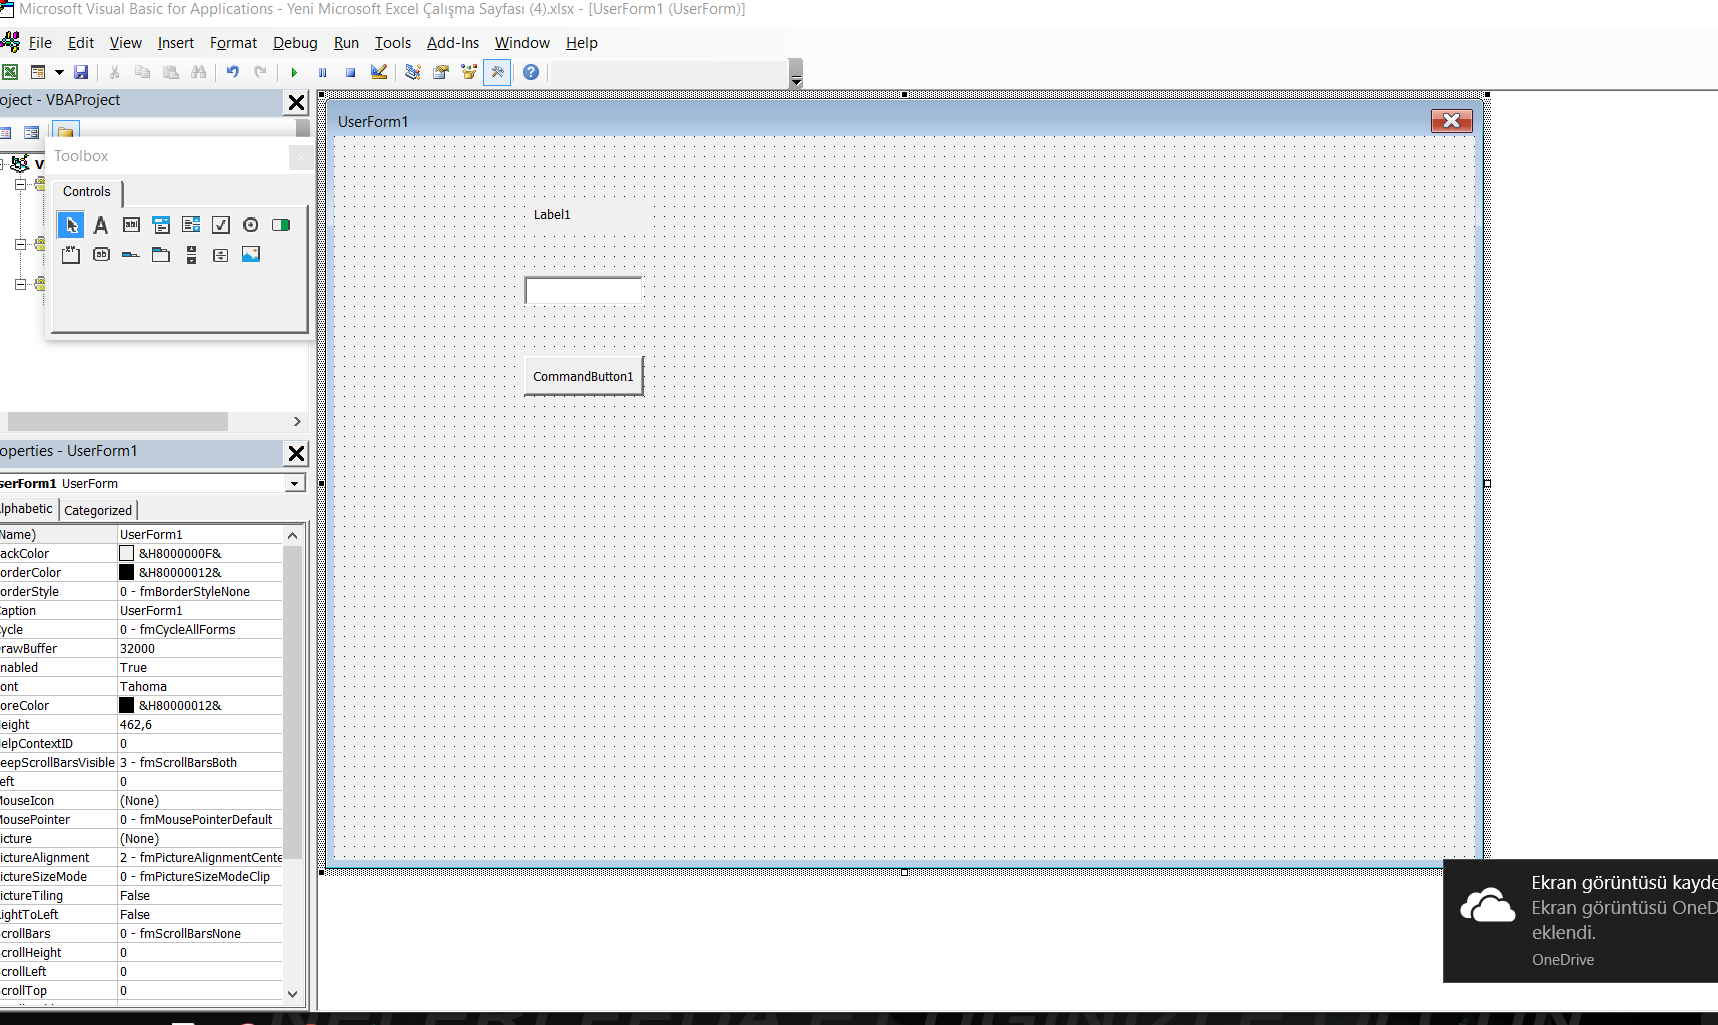 Microsoft Visual Basic for Applications - Yeni Microsoft Excel Çalışma Sayfası (4).xlsx - [UserForm1 (UserForm)]
File Edit View Insert Format Debug Run Tools Add-Ins Window Help
oject - VBAProject
Toolbox
Controls
UserForm1
Label1
CommandButton1
operties - UserForm1
serForm1 UserForm
lphabetic Categorized
Name) UserForm1
ackColor &H8000000F&
orderColor &H80000012&
orderStyle 0 - fmBorderStyleNone
aption UserForm1
ycle 0 - fmCycleAllForms
rawBuffer 32000
nabled True
ont Tahoma
oreColor &H80000012&
eight 462,6
elpContextID 0
eepScrollBarsVisible 3 - fmScrollBarsBoth
eft 0
MouseIcon (None)
MousePointer 0 - fmMousePointerDefault
icture (None)
ictureAlignment 2 - fmPictureAlignmentCente
ictureSizeMode 0 - fmPictureSizeModeClip
ictureTiling False
ightToLeft False
crollBars 0 - fmScrollBarsNone
crollHeight 0
crollLeft 0
crollTop 0
Ekran görüntüsü kayde
Ekran görüntüsü OneD
eklendi.
OneDrive